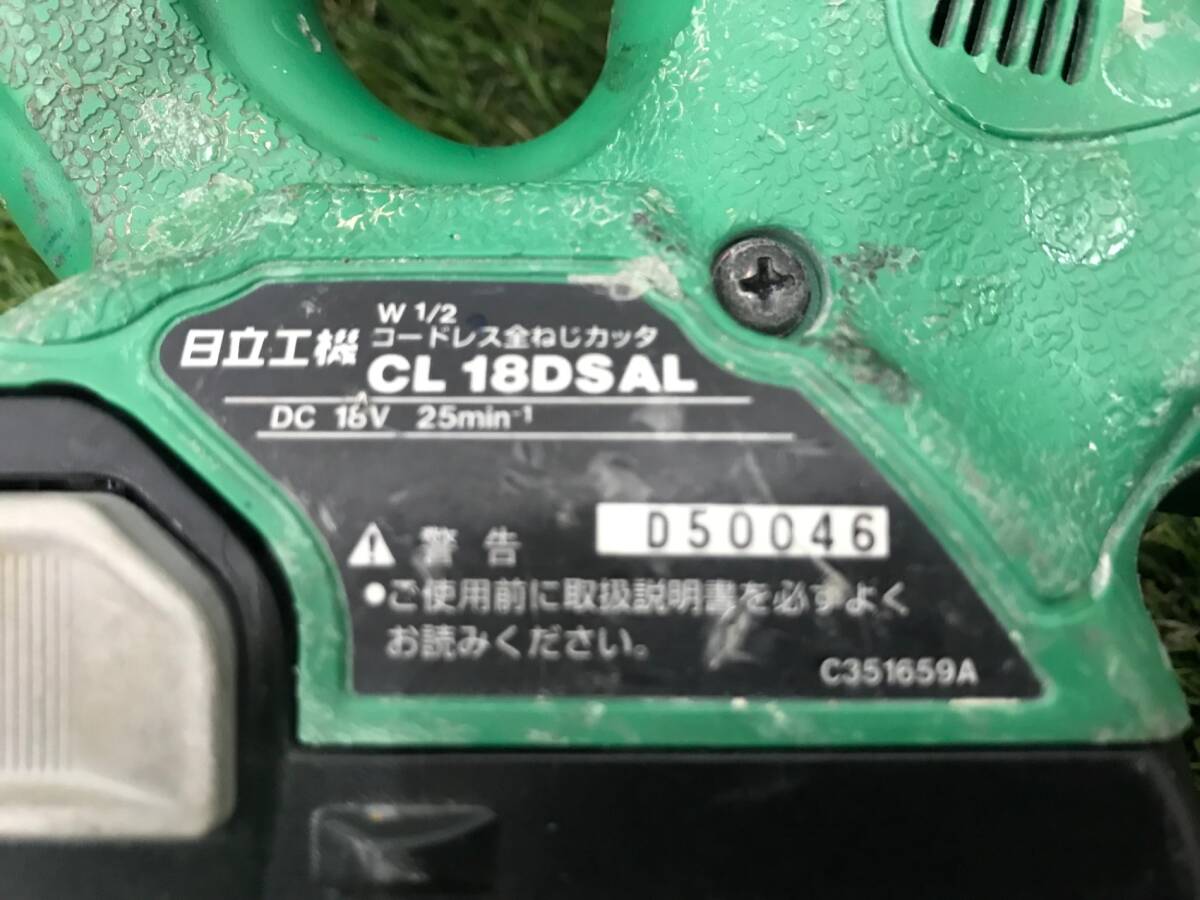 W 1/2
日立工機 コードレス全ねじカッタ
CL 18DSAL
DC 18V 25min⁻¹
D50046
⚠ 警告
●ご使用前に取扱説明書を必ずよく
お読みください。
C351659A